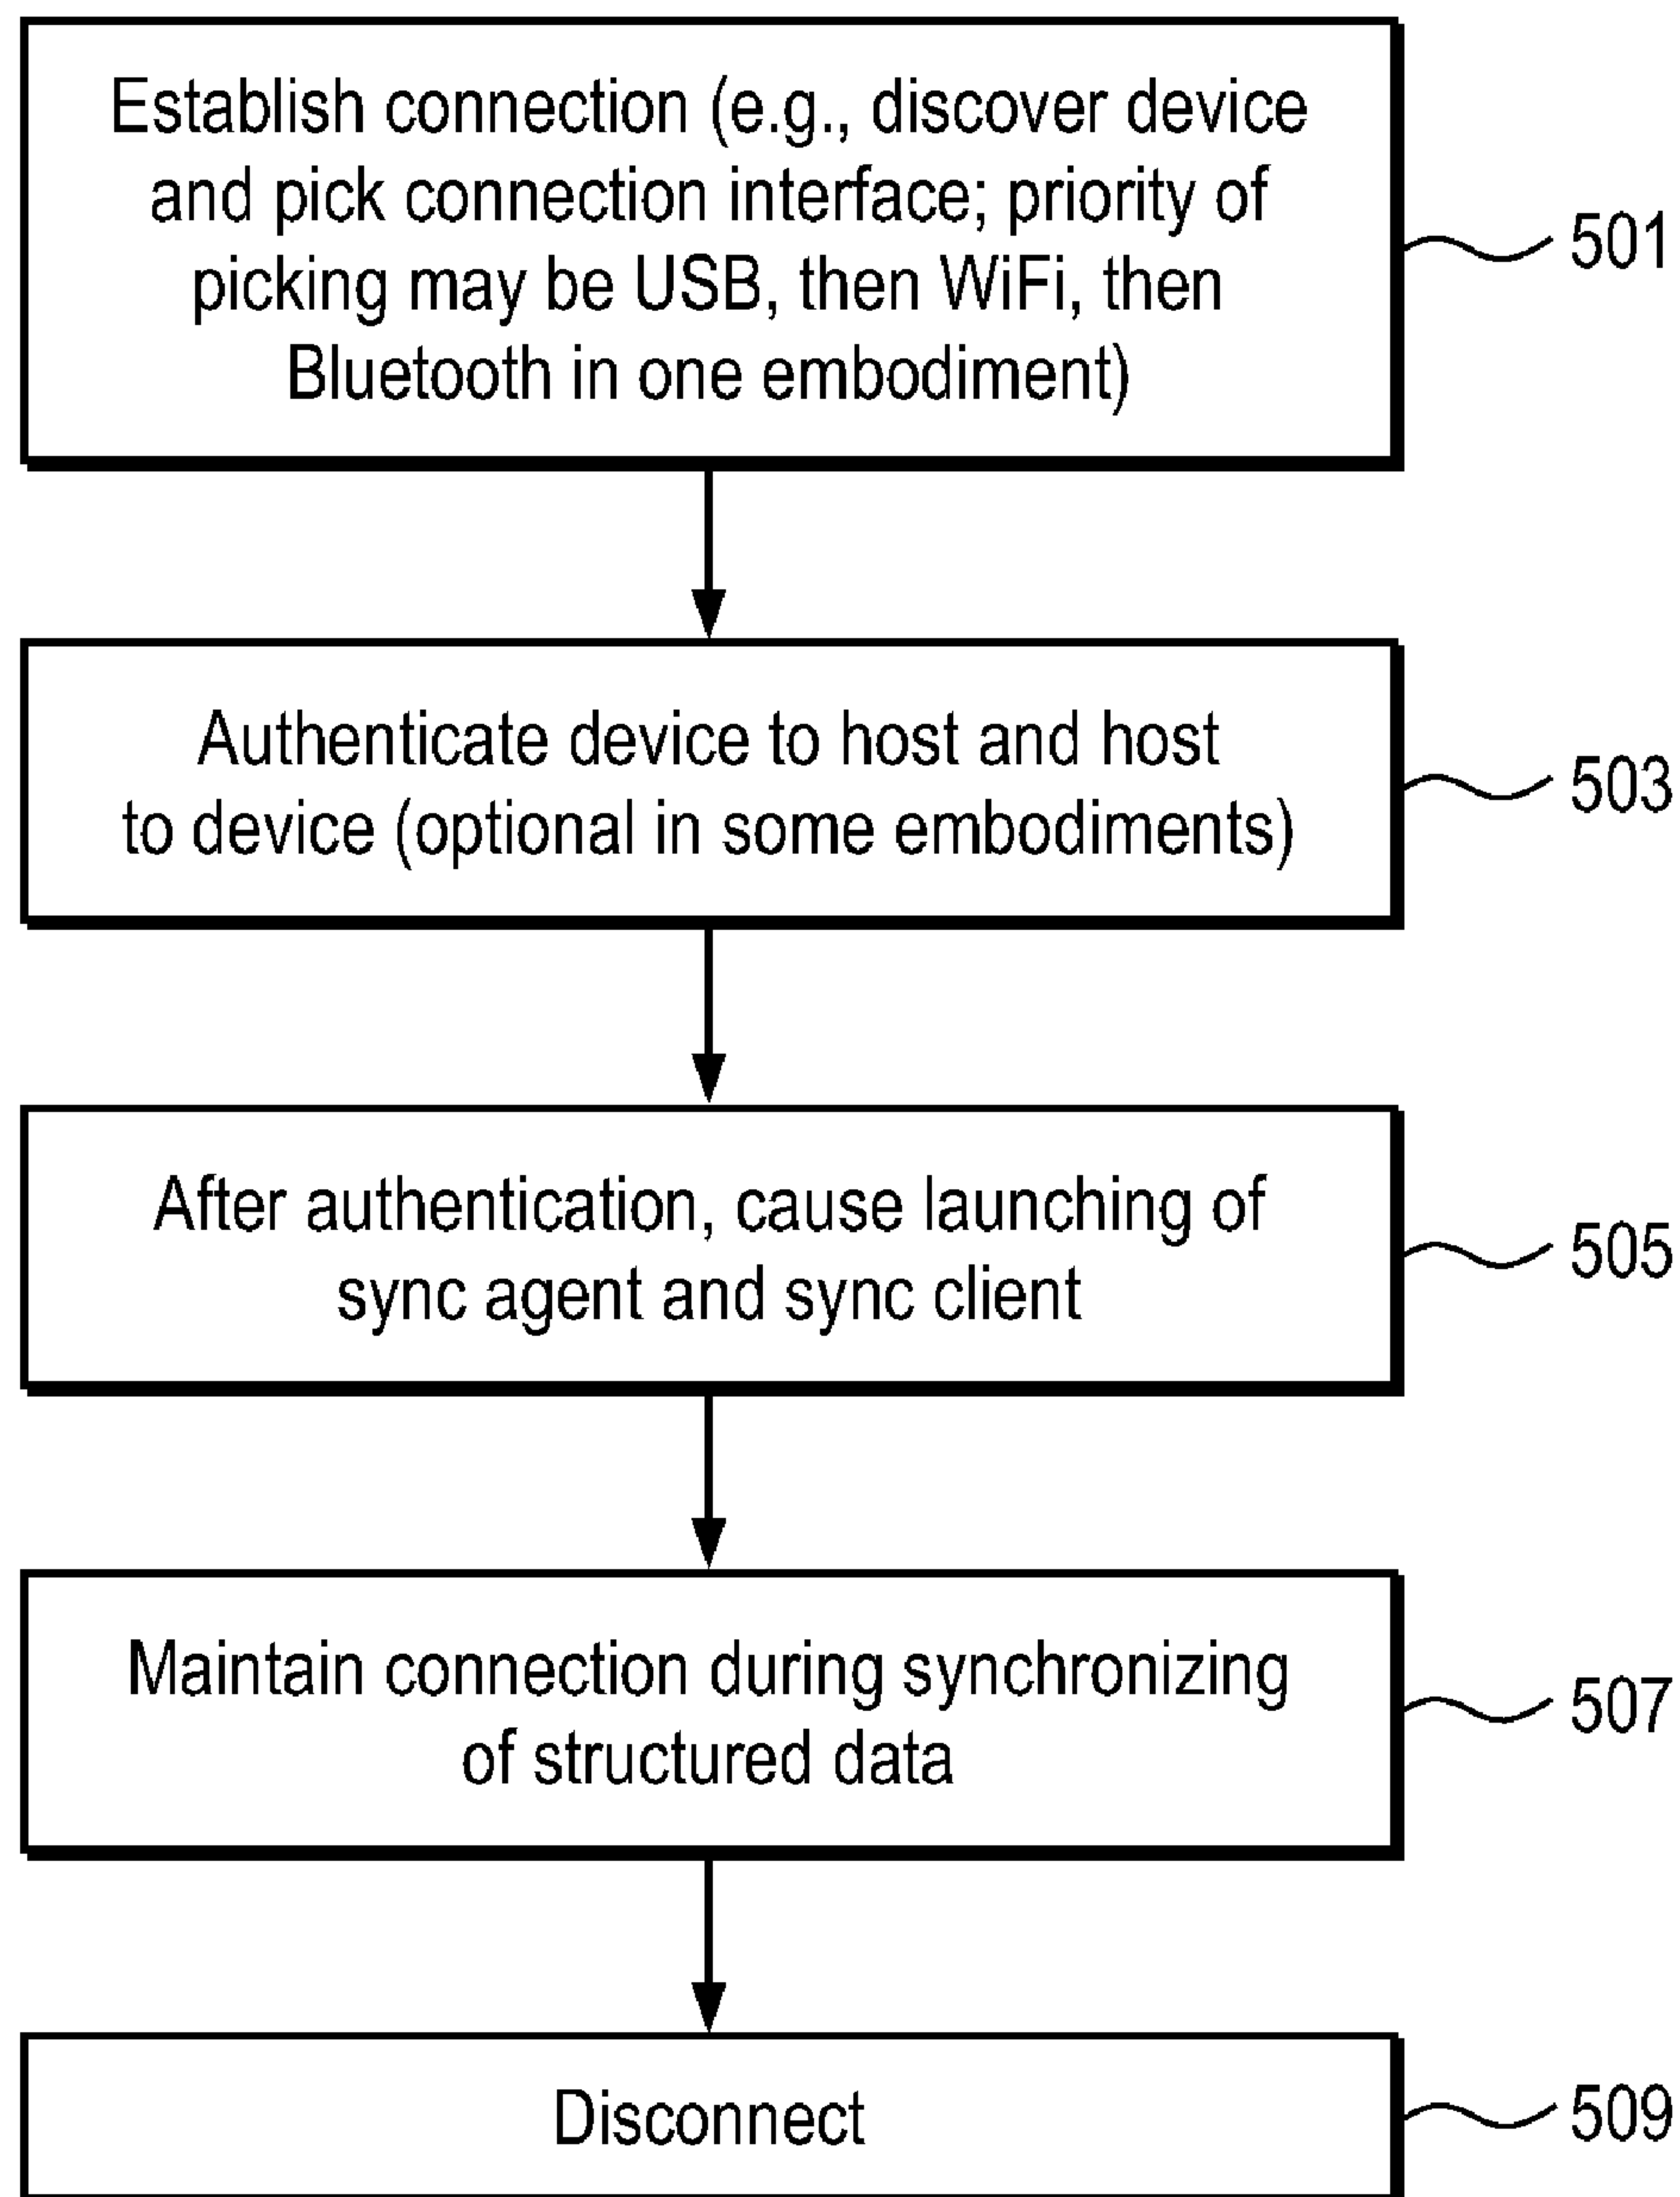 Establish connection (e.g., discover device
and pick connection interface; priority of
picking may be USB, then WiFi, then
Bluetooth in one embodiment)
501
Authenticate device to host and host
to device (optional in some embodiments)
503
After authentication, cause launching of
sync agent and sync client
505
Maintain connection during synchronizing
of structured data
507
Disconnect
509